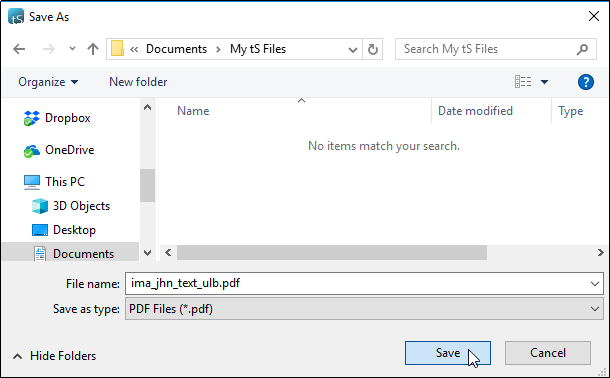 tS Save As
« Documents > My tS Files
Search My tS Files
Organize New folder
?
Name Date modified Type
No items match your search.
Dropbox
OneDrive
This PC
3D Objects
Desktop
Documents
File name: ima_jhn_text_ulb.pdf
Save as type: PDF Files (*.pdf)
Hide Folders
Save Cancel